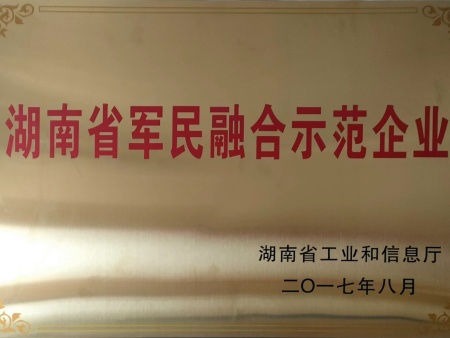 湖南省军民融合示范企业
湖南省工业和信息厅
二〇一七年八月